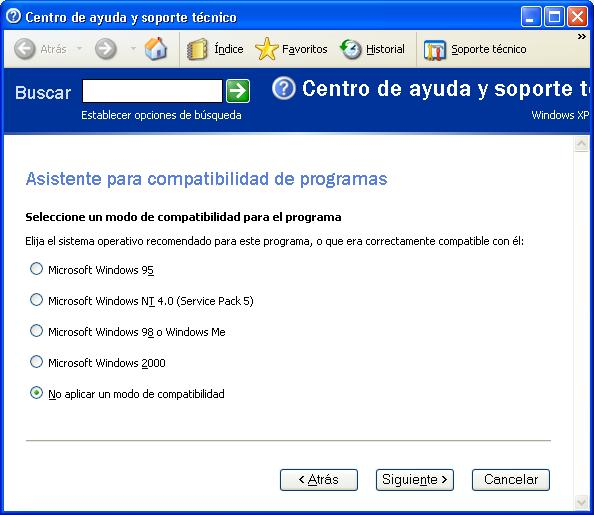 Centro de ayuda y soporte técnico
Atrás Índice Favoritos Historial Soporte técnico »
Buscar
Establecer opciones de búsqueda
Centro de ayuda y soporte t
Windows XP
Asistente para compatibilidad de programas
Seleccione un modo de compatibilidad para el programa
Elija el sistema operativo recomendado para este programa, o que era correctamente compatible con él:
Microsoft Windows 95
Microsoft Windows NT 4.0 (Service Pack 5)
Microsoft Windows 98 o Windows Me
Microsoft Windows 2000
No aplicar un modo de compatibilidad
< Atrás Siguiente > Cancelar